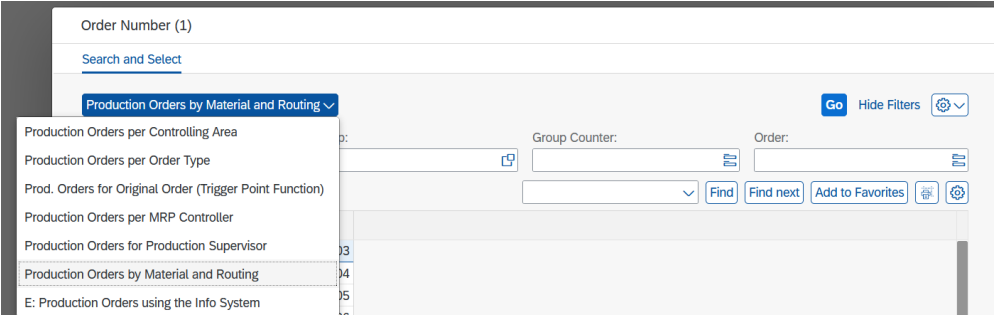 Order Number (1)
Search and Select
Production Orders by Material and Routing
Go Hide Filters
Production Orders per Controlling Area
Group Counter: Order:
Production Orders per Order Type
Prod. Orders for Original Order (Trigger Point Function)
Find Find next Add to Favorites
Production Orders per MRP Controller
Production Orders for Production Supervisor
03
Production Orders by Material and Routing
04
E: Production Orders using the Info System
05